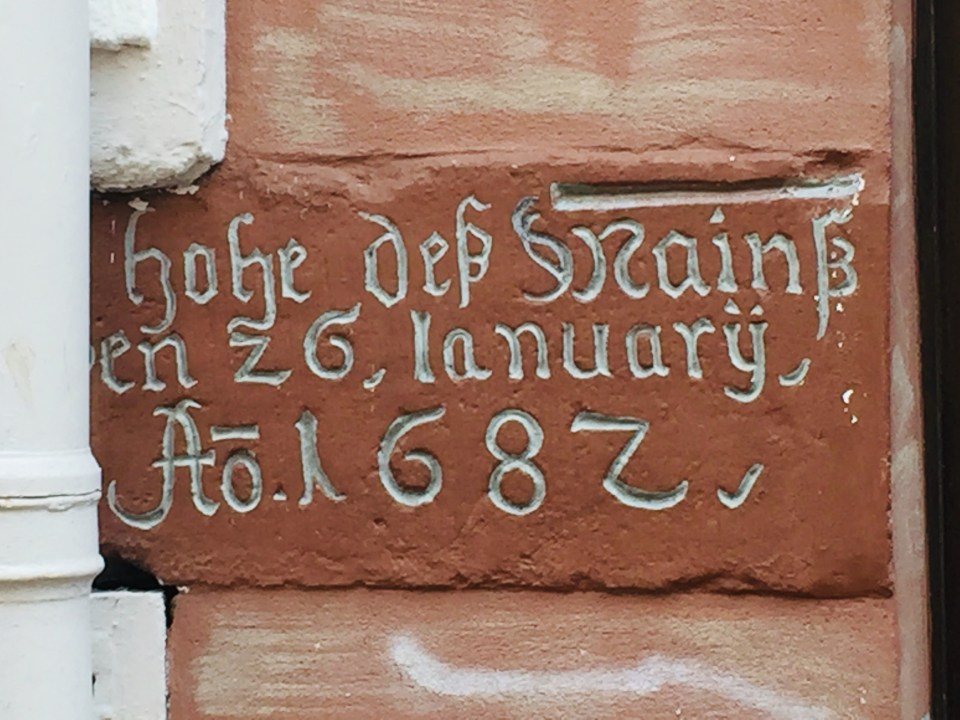 hohe deß Mainß
en 26, Ianuarÿ,
Aō. 1682,